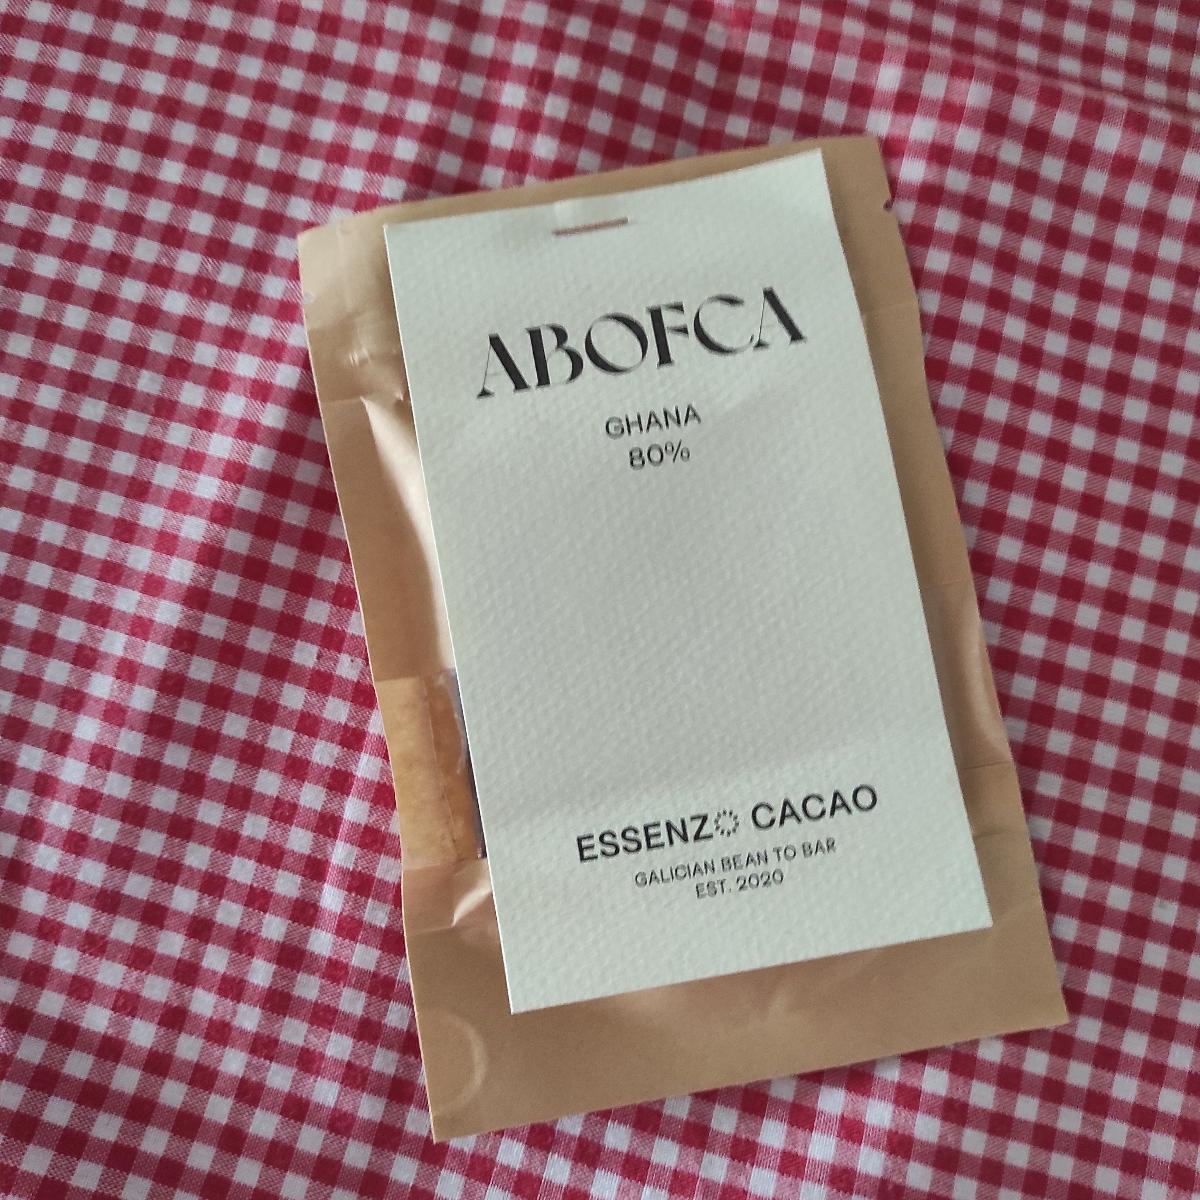 ABOFCA
GHANA
80%
ESSENZO CACAO
GALICIAN BEAN TO BAR
EST. 2020